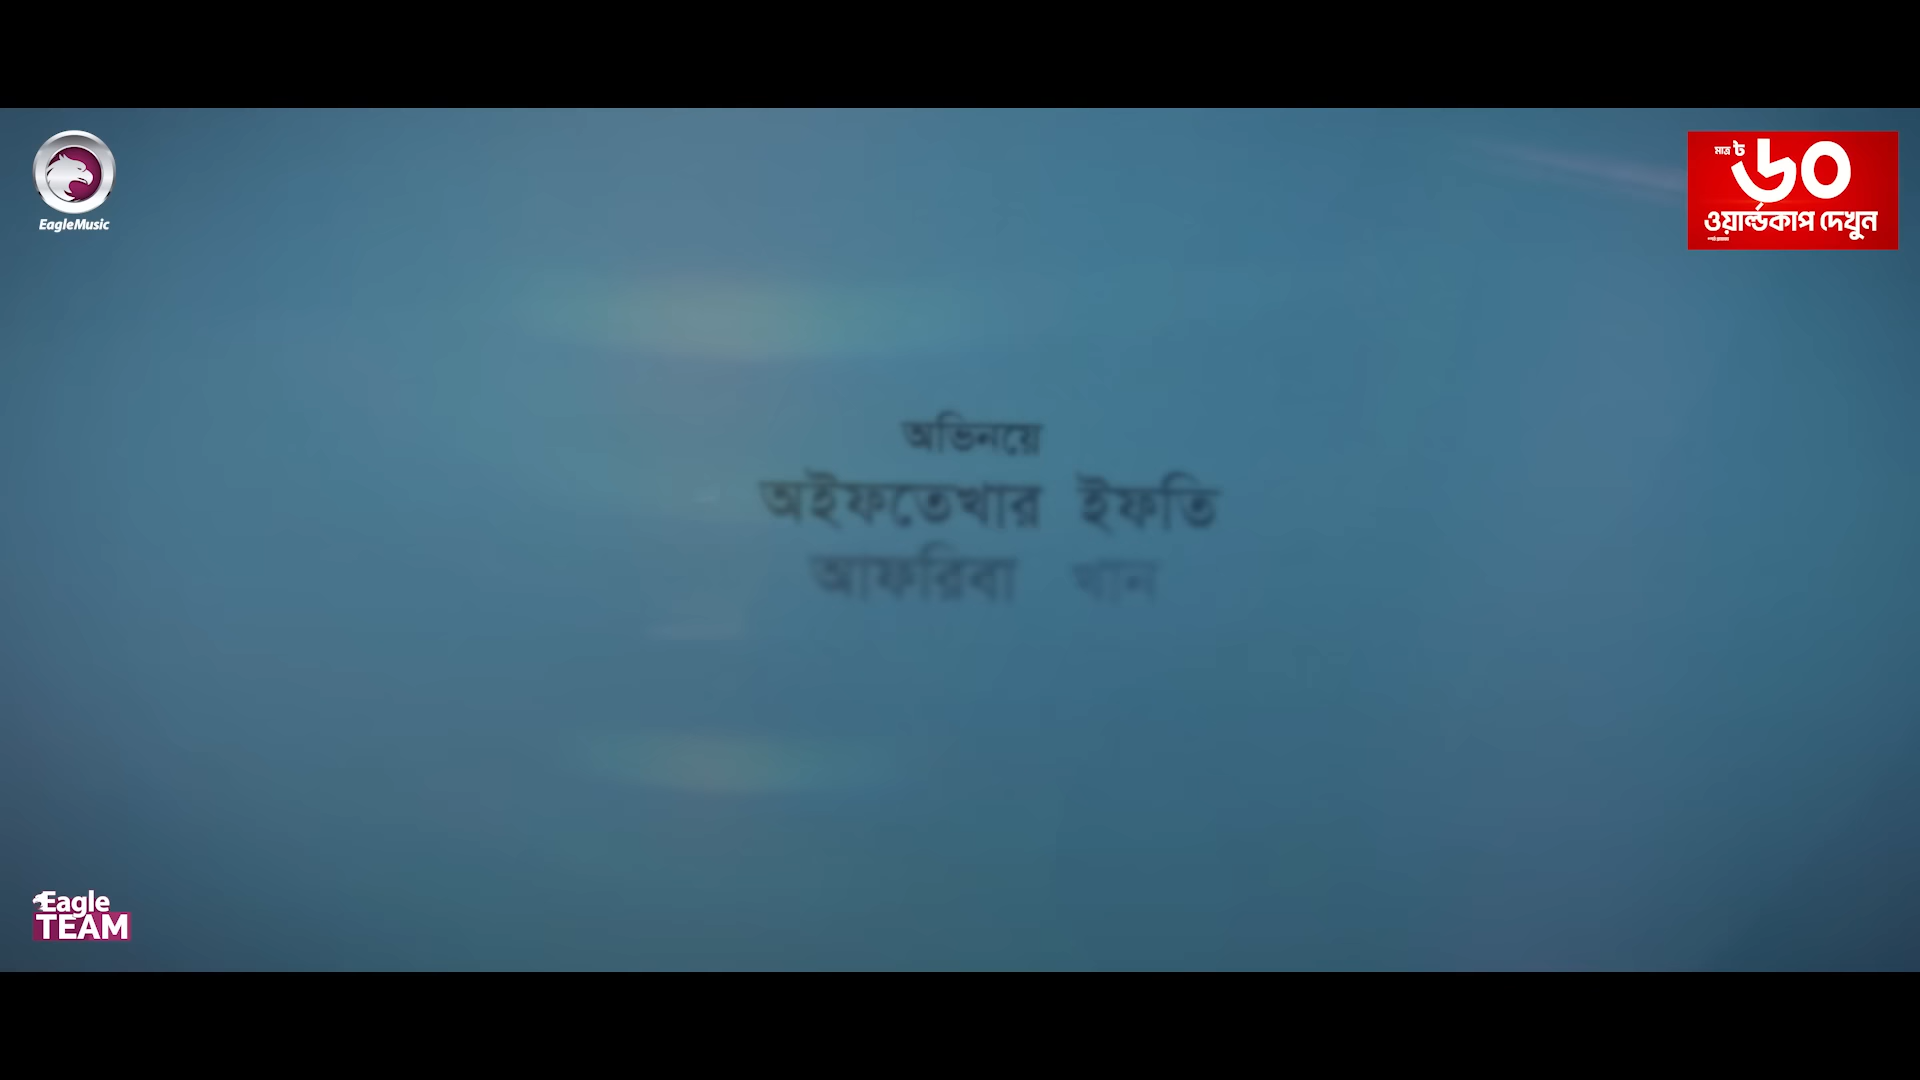 EagleMusic
মাত্র ট
৬০
ওয়ার্ল্ডকাপ দেখুন
অভিনয়ে
অইফতেখার ইফতি
আফরিবা খান
Eagle
TEAM